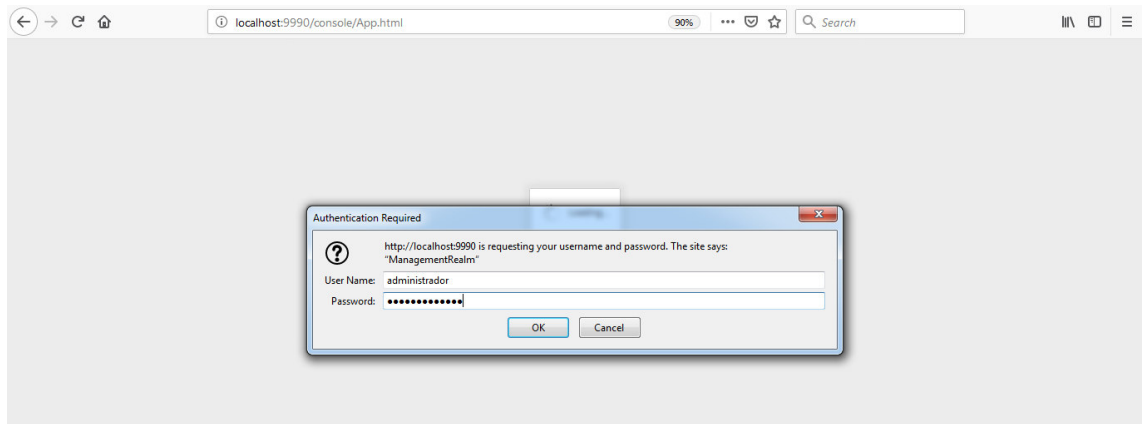 localhost:9990/console/App.html
90%
Search
Loading...
Authentication Required
http://localhost:9990 is requesting your username and password. The site says:
"ManagementRealm"
User Name: administrador
Password: •••••••••••••
OK Cancel